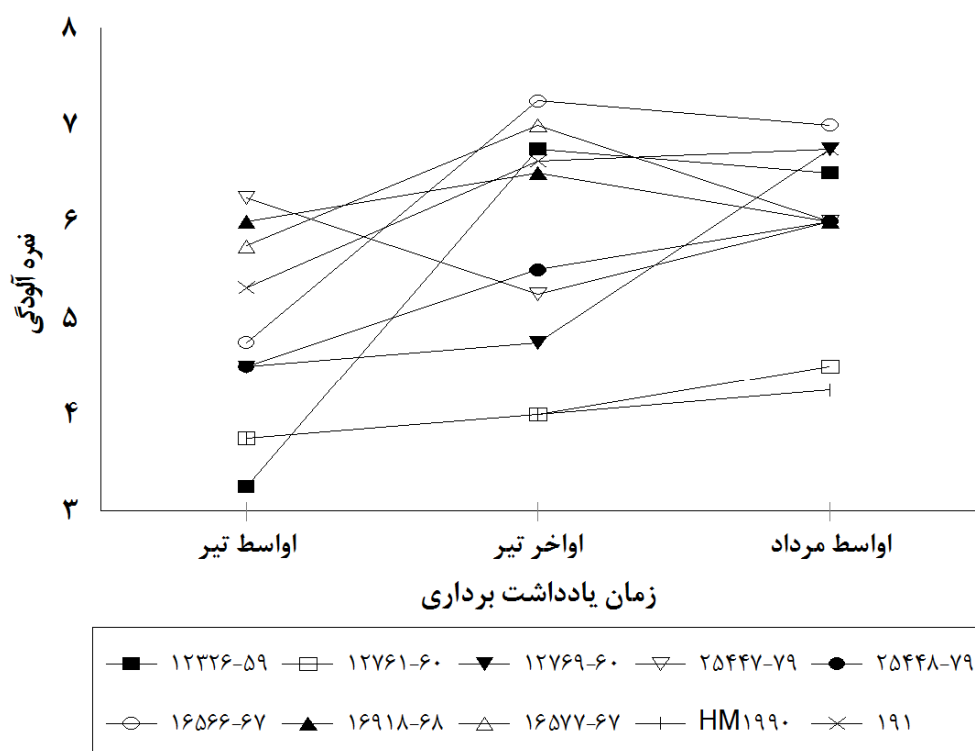 ۸
۷
۶
۵
۴
۳
نمره آلودگی
اواسط تیر
اواخر تیر
اواسط مرداد
زمان یادداشت برداری
۱۲۳۲۶-۵۹ ۱۲۷۶۱-۶۰ ۱۲۷۶۹-۶۰ ۲۵۴۴۷-۷۹ ۲۵۴۴۸-۷۹
۱۶۵۶۶-۶۷ ۱۶۹۱۸-۶۸ ۱۶۵۷۷-۶۷ HM۱۹۹۰ ۱۹۱